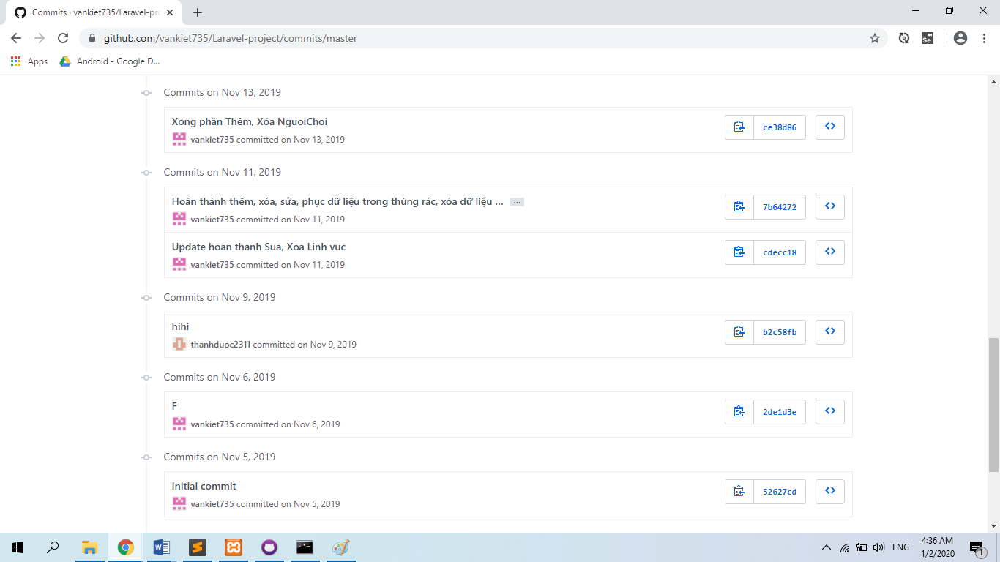 Commits · vankiet735/Laravel-pr
github.com/vankiet735/Laravel-project/commits/master
Apps
Android - Google D...
Commits on Nov 13, 2019
Xong phần Thêm, Xóa NguoiChoi
vankiet735 committed on Nov 13, 2019
ce38d86
Commits on Nov 11, 2019
Hoàn thành thêm, xóa, sửa, phục dữ liệu trong thùng rác, xóa dữ liệu ...
vankiet735 committed on Nov 11, 2019
7b64272
Update hoan thanh Sua, Xoa Linh vuc
vankiet735 committed on Nov 11, 2019
cdecc18
Commits on Nov 9, 2019
hihi
thanhduoc2311 committed on Nov 9, 2019
b2c58fb
Commits on Nov 6, 2019
F
vankiet735 committed on Nov 6, 2019
2de1d3e
Commits on Nov 5, 2019
Initial commit
vankiet735 committed on Nov 5, 2019
52627cd
ENG
4:36 AM
1/2/2020
1